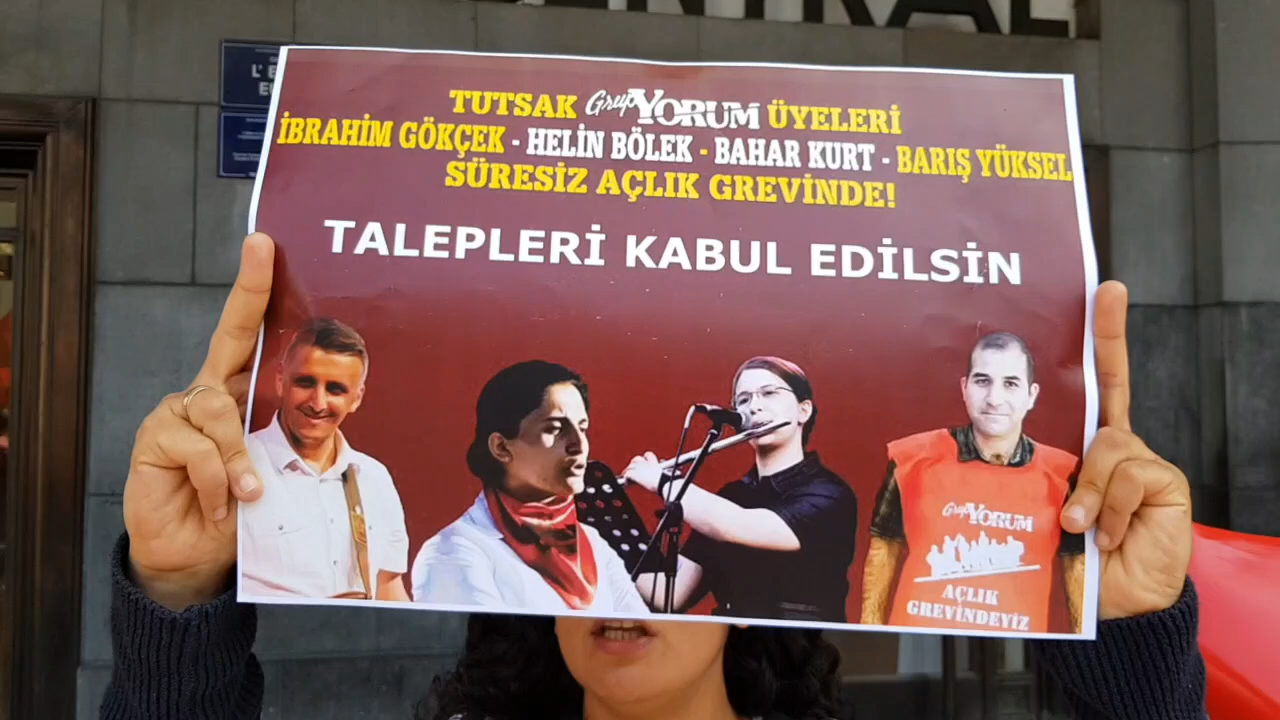 TUTSAK Grup YORUM ÜYELERİ
İBRAHİM GÖKÇEK - HELİN BÖLEK - BAHAR KURT - BARIŞ YÜKSEL
SÜRESİZ AÇLIK GREVİNDE!
TALEPLERİ KABUL EDİLSİN
Grup YORUM
AÇLIK
GREVİNDEYİZ